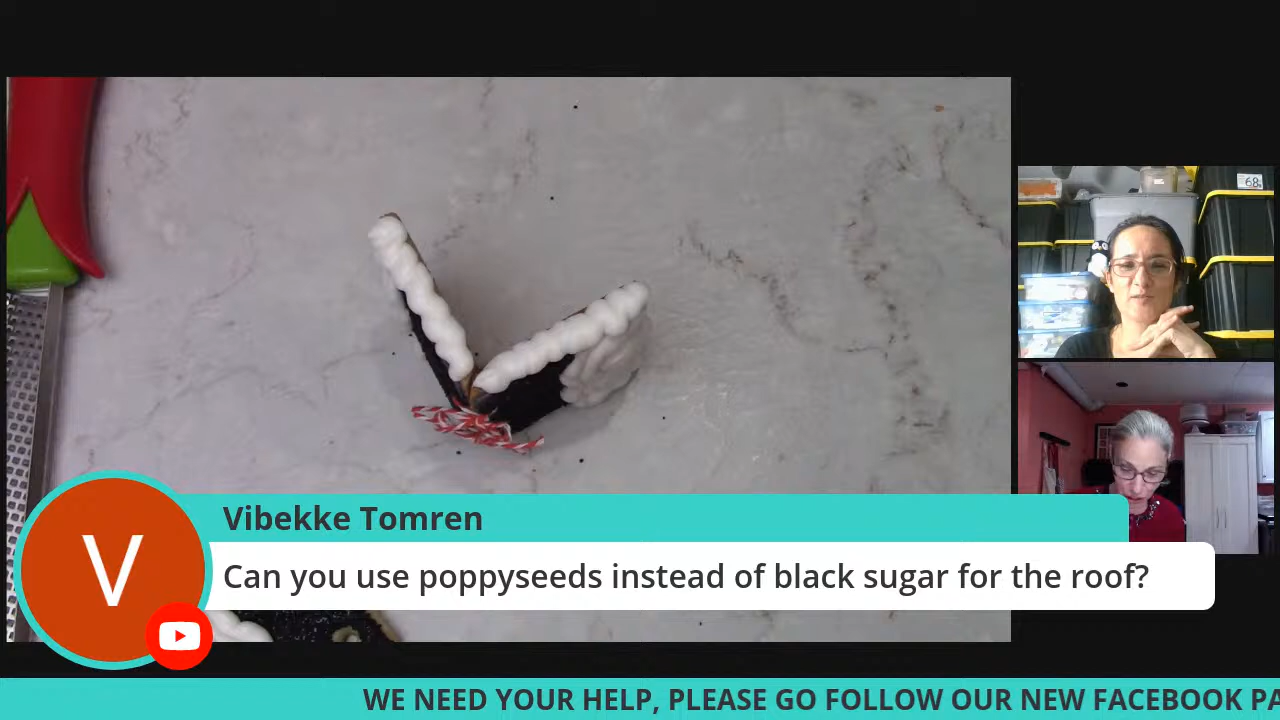 68
Vibekke Tomren
V
Can you use poppyseeds instead of black sugar for the roof?
WE NEED YOUR HELP, PLEASE GO FOLLOW OUR NEW FACEBOOK PA